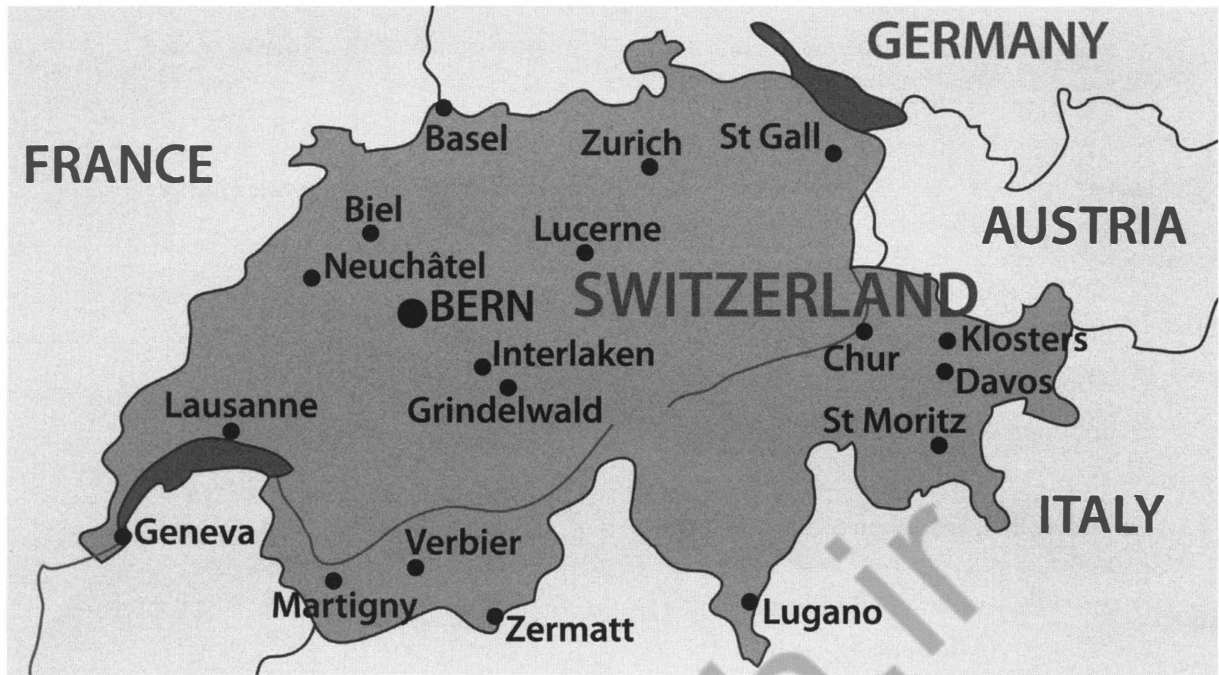 GERMANY
FRANCE
Basel
Zurich
St Gall
Biel
Lucerne
AUSTRIA
Neuchâtel
SWITZERLAND
BERN
Interlaken
Chur
Klosters
Davos
Lausanne
Grindelwald
St Moritz
ITALY
Geneva
Verbier
Martigny
Zermatt
Lugano
.ir